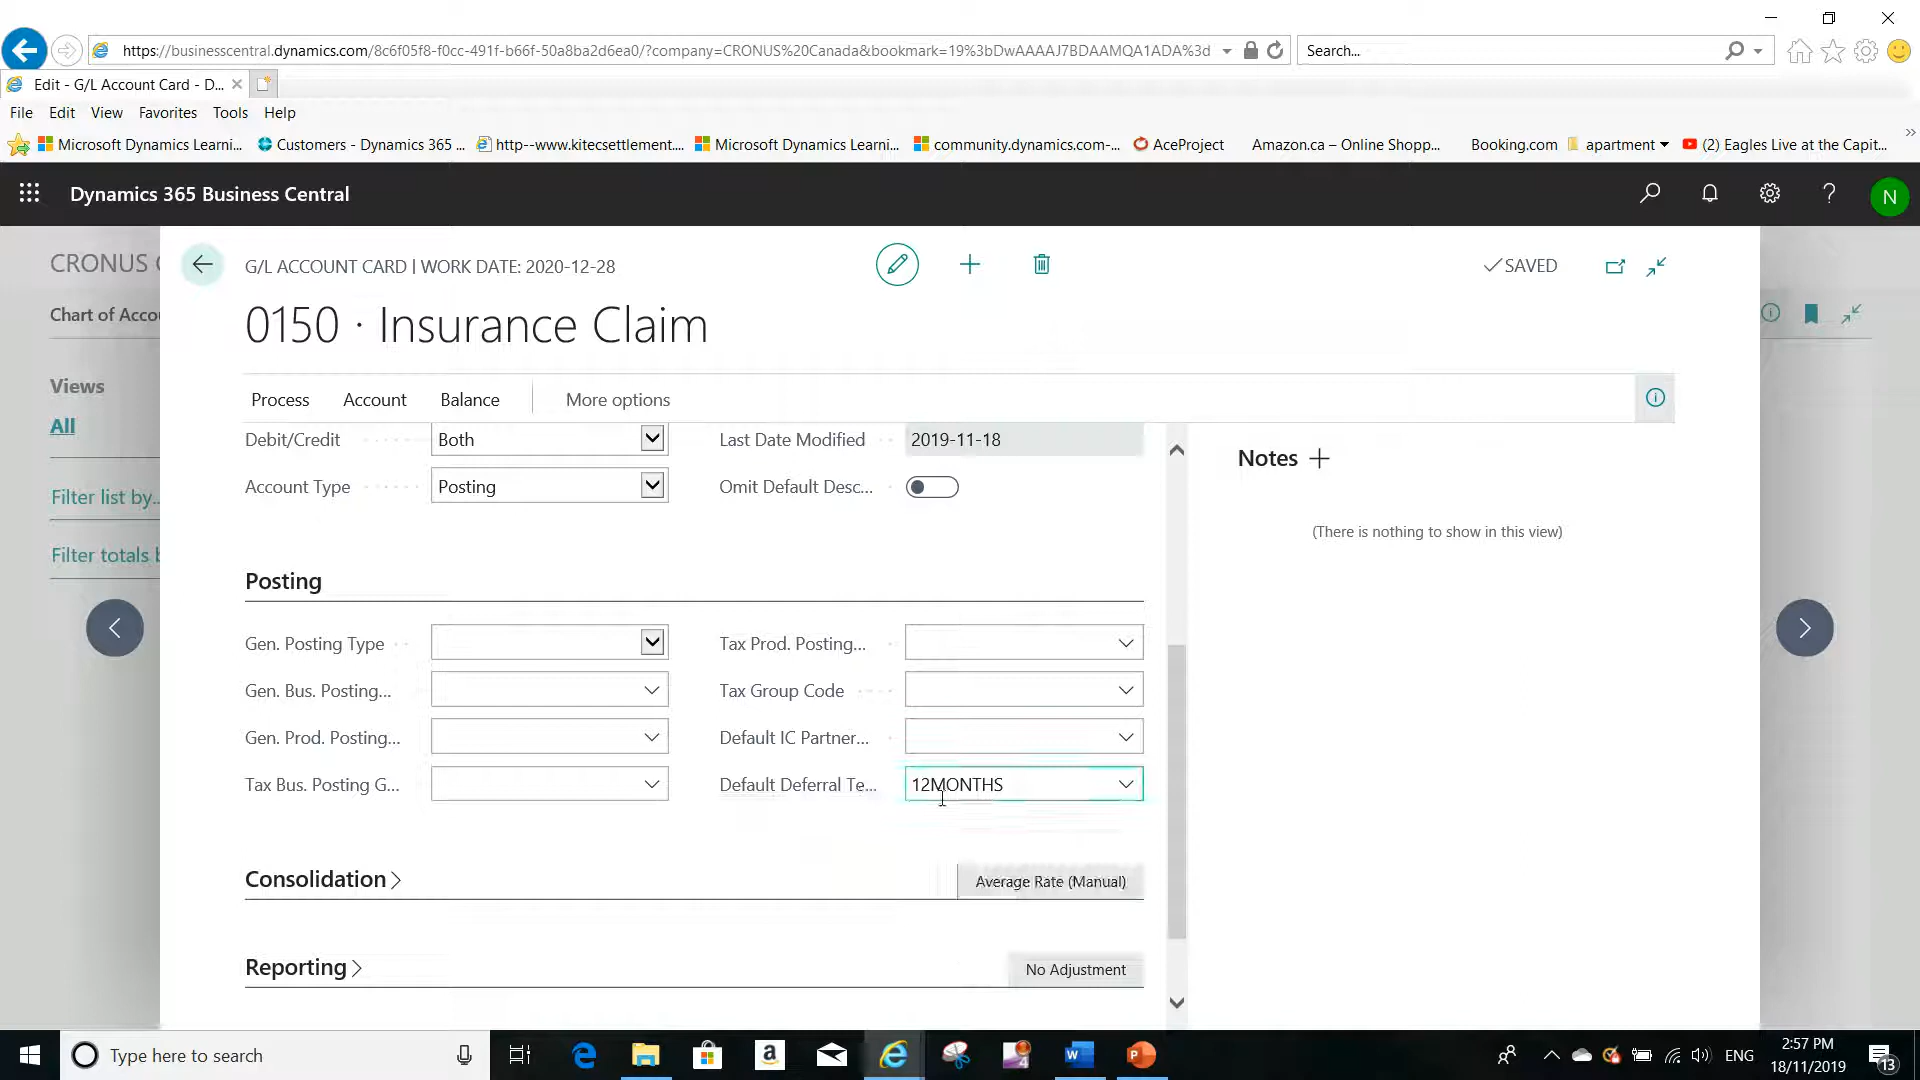 https://businesscentral.dynamics.com/8c6f05f8-f0cc-491f-b66f-50a8ba2d6ea0/?company=CRONUS%20Canada&bookmark=19%3bDwAAAAJ7BDAAMQA1ADA%3d
Search...
Edit - G/L Account Card - D...
File Edit View Favorites Tools Help
Microsoft Dynamics Learni... Customers - Dynamics 365 ... http--www.kitecsettlement.... Microsoft Dynamics Learni... community.dynamics.com-... AceProject Amazon.ca – Online Shopp... Booking.com apartment (2) Eagles Live at the Capit...
Dynamics 365 Business Central
N
CRONUS
G/L ACCOUNT CARD | WORK DATE: 2020-12-28
SAVED
Chart of Accou
0150 · Insurance Claim
Views
Process Account Balance More options
All
Debit/Credit Both Last Date Modified 2019-11-18
Notes
Account Type Posting Omit Default Desc...
Filter list by...
(There is nothing to show in this view)
Filter totals b
Posting
Gen. Posting Type Tax Prod. Posting...
Gen. Bus. Posting... Tax Group Code
Gen. Prod. Posting... Default IC Partner...
Tax Bus. Posting G... Default Deferral Te... 12MONTHS
Consolidation Average Rate (Manual)
Reporting No Adjustment
Type here to search
ENG
2:57 PM
18/11/2019
13